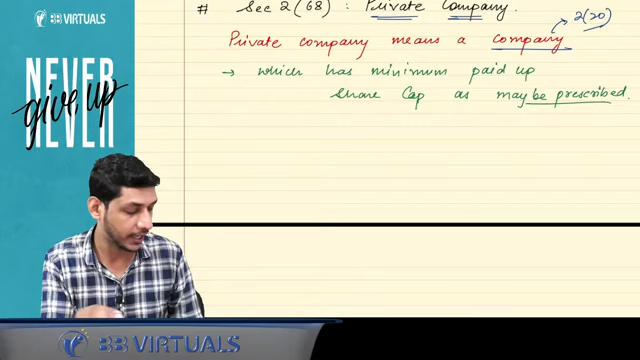 BB VIRTUALS
NEVER
give up
NEVER
# Sec 2(68): Private Company.
2(20)
Private company means a company
→ which has minimum paid up
Share Cap as may be prescribed.
BB VIRTUALS